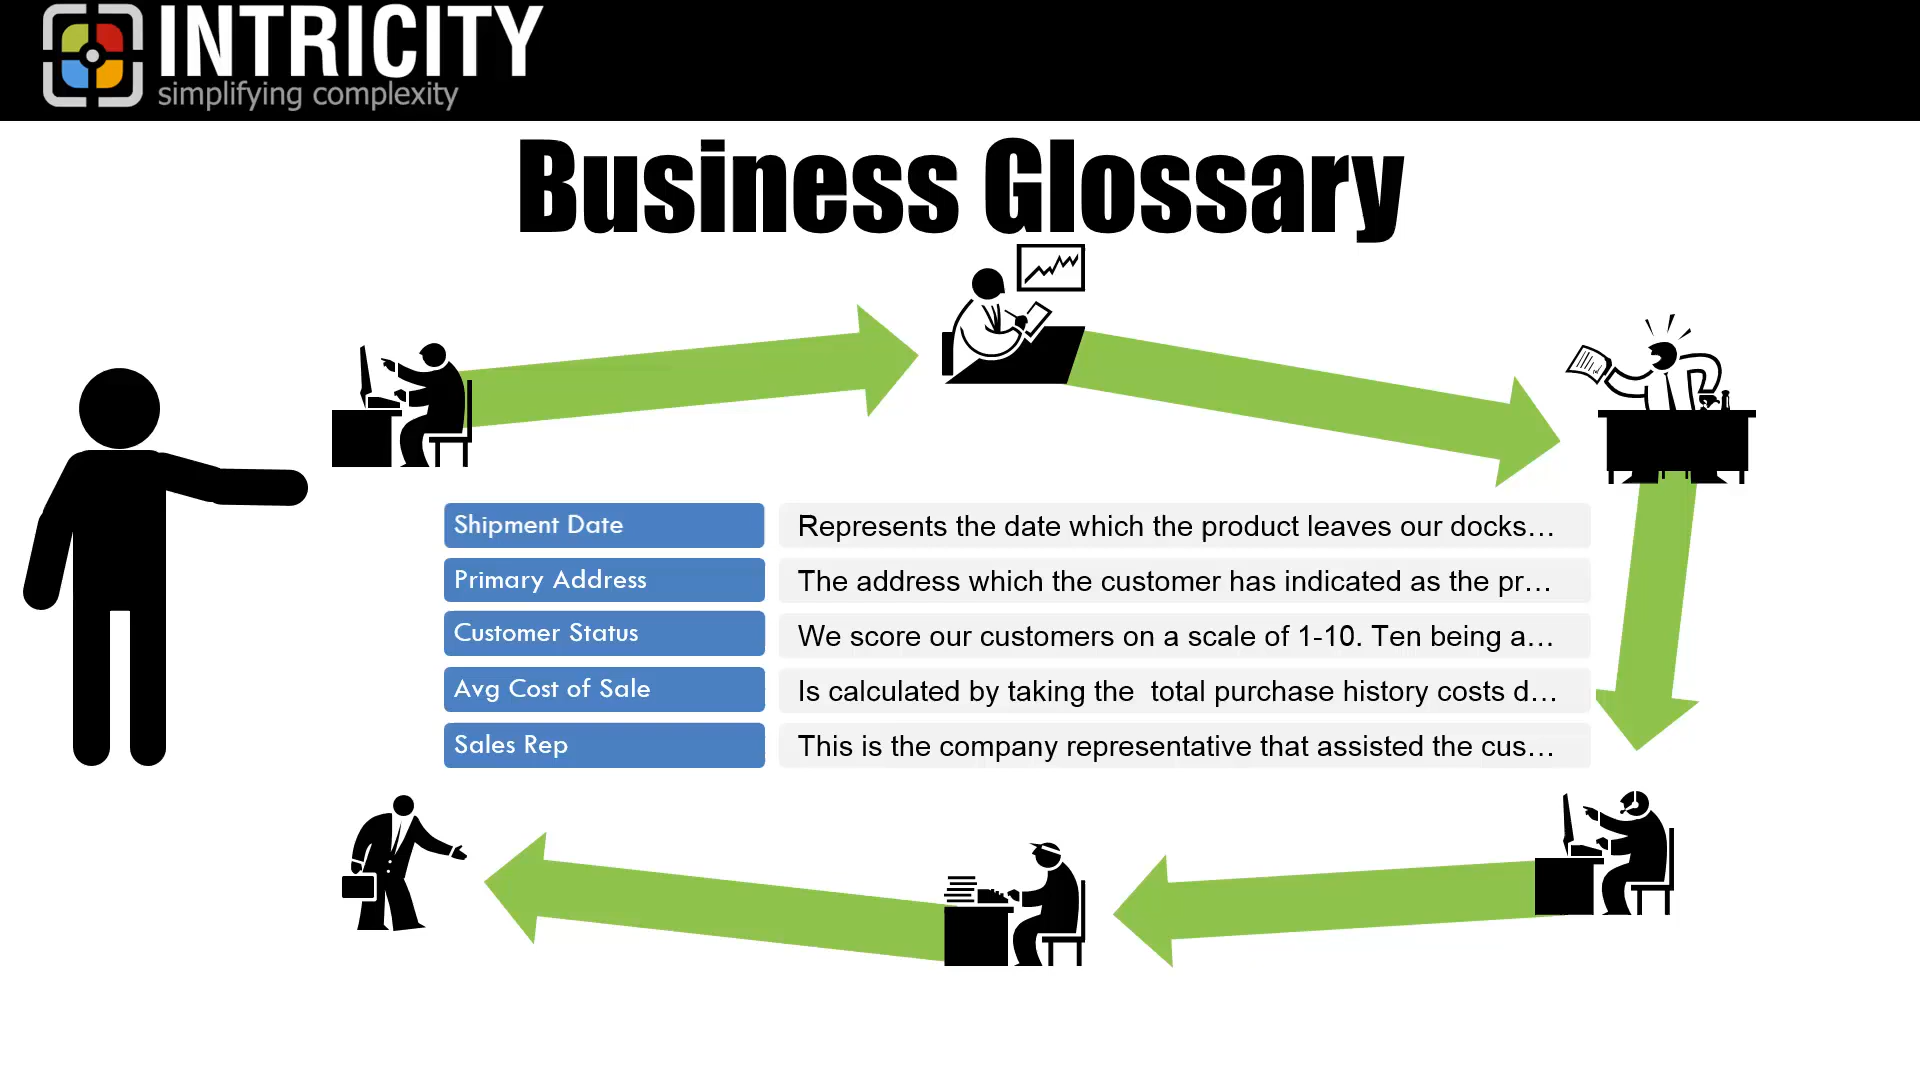 INTRICITY
simplifying complexity
Business Glossary
Shipment Date
Represents the date which the product leaves our docks…
Primary Address
The address which the customer has indicated as the pr…
Customer Status
We score our customers on a scale of 1-10. Ten being a…
Avg Cost of Sale
Is calculated by taking the  total purchase history costs d…
Sales Rep
This is the company representative that assisted the cus…